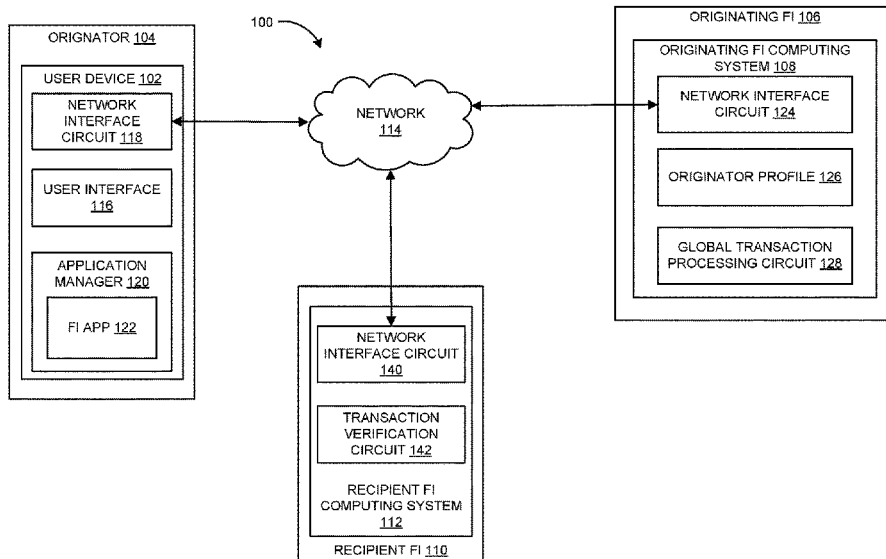 100
ORIGNATOR 104
USER DEVICE 102
NETWORK
INTERFACE
CIRCUIT 118
USER INTERFACE
116
APPLICATION
MANAGER 120
FI APP 122
NETWORK
114
ORIGINATING FI 106
ORIGINATING FI COMPUTING
SYSTEM 108
NETWORK INTERFACE
CIRCUIT 124
ORIGINATOR PROFILE 126
GLOBAL TRANSACTION
PROCESSING CIRCUIT 128
NETWORK
INTERFACE CIRCUIT
140
TRANSACTION
VERIFICATION
CIRCUIT 142
RECIPIENT FI
COMPUTING SYSTEM
112
RECIPIENT FI 110